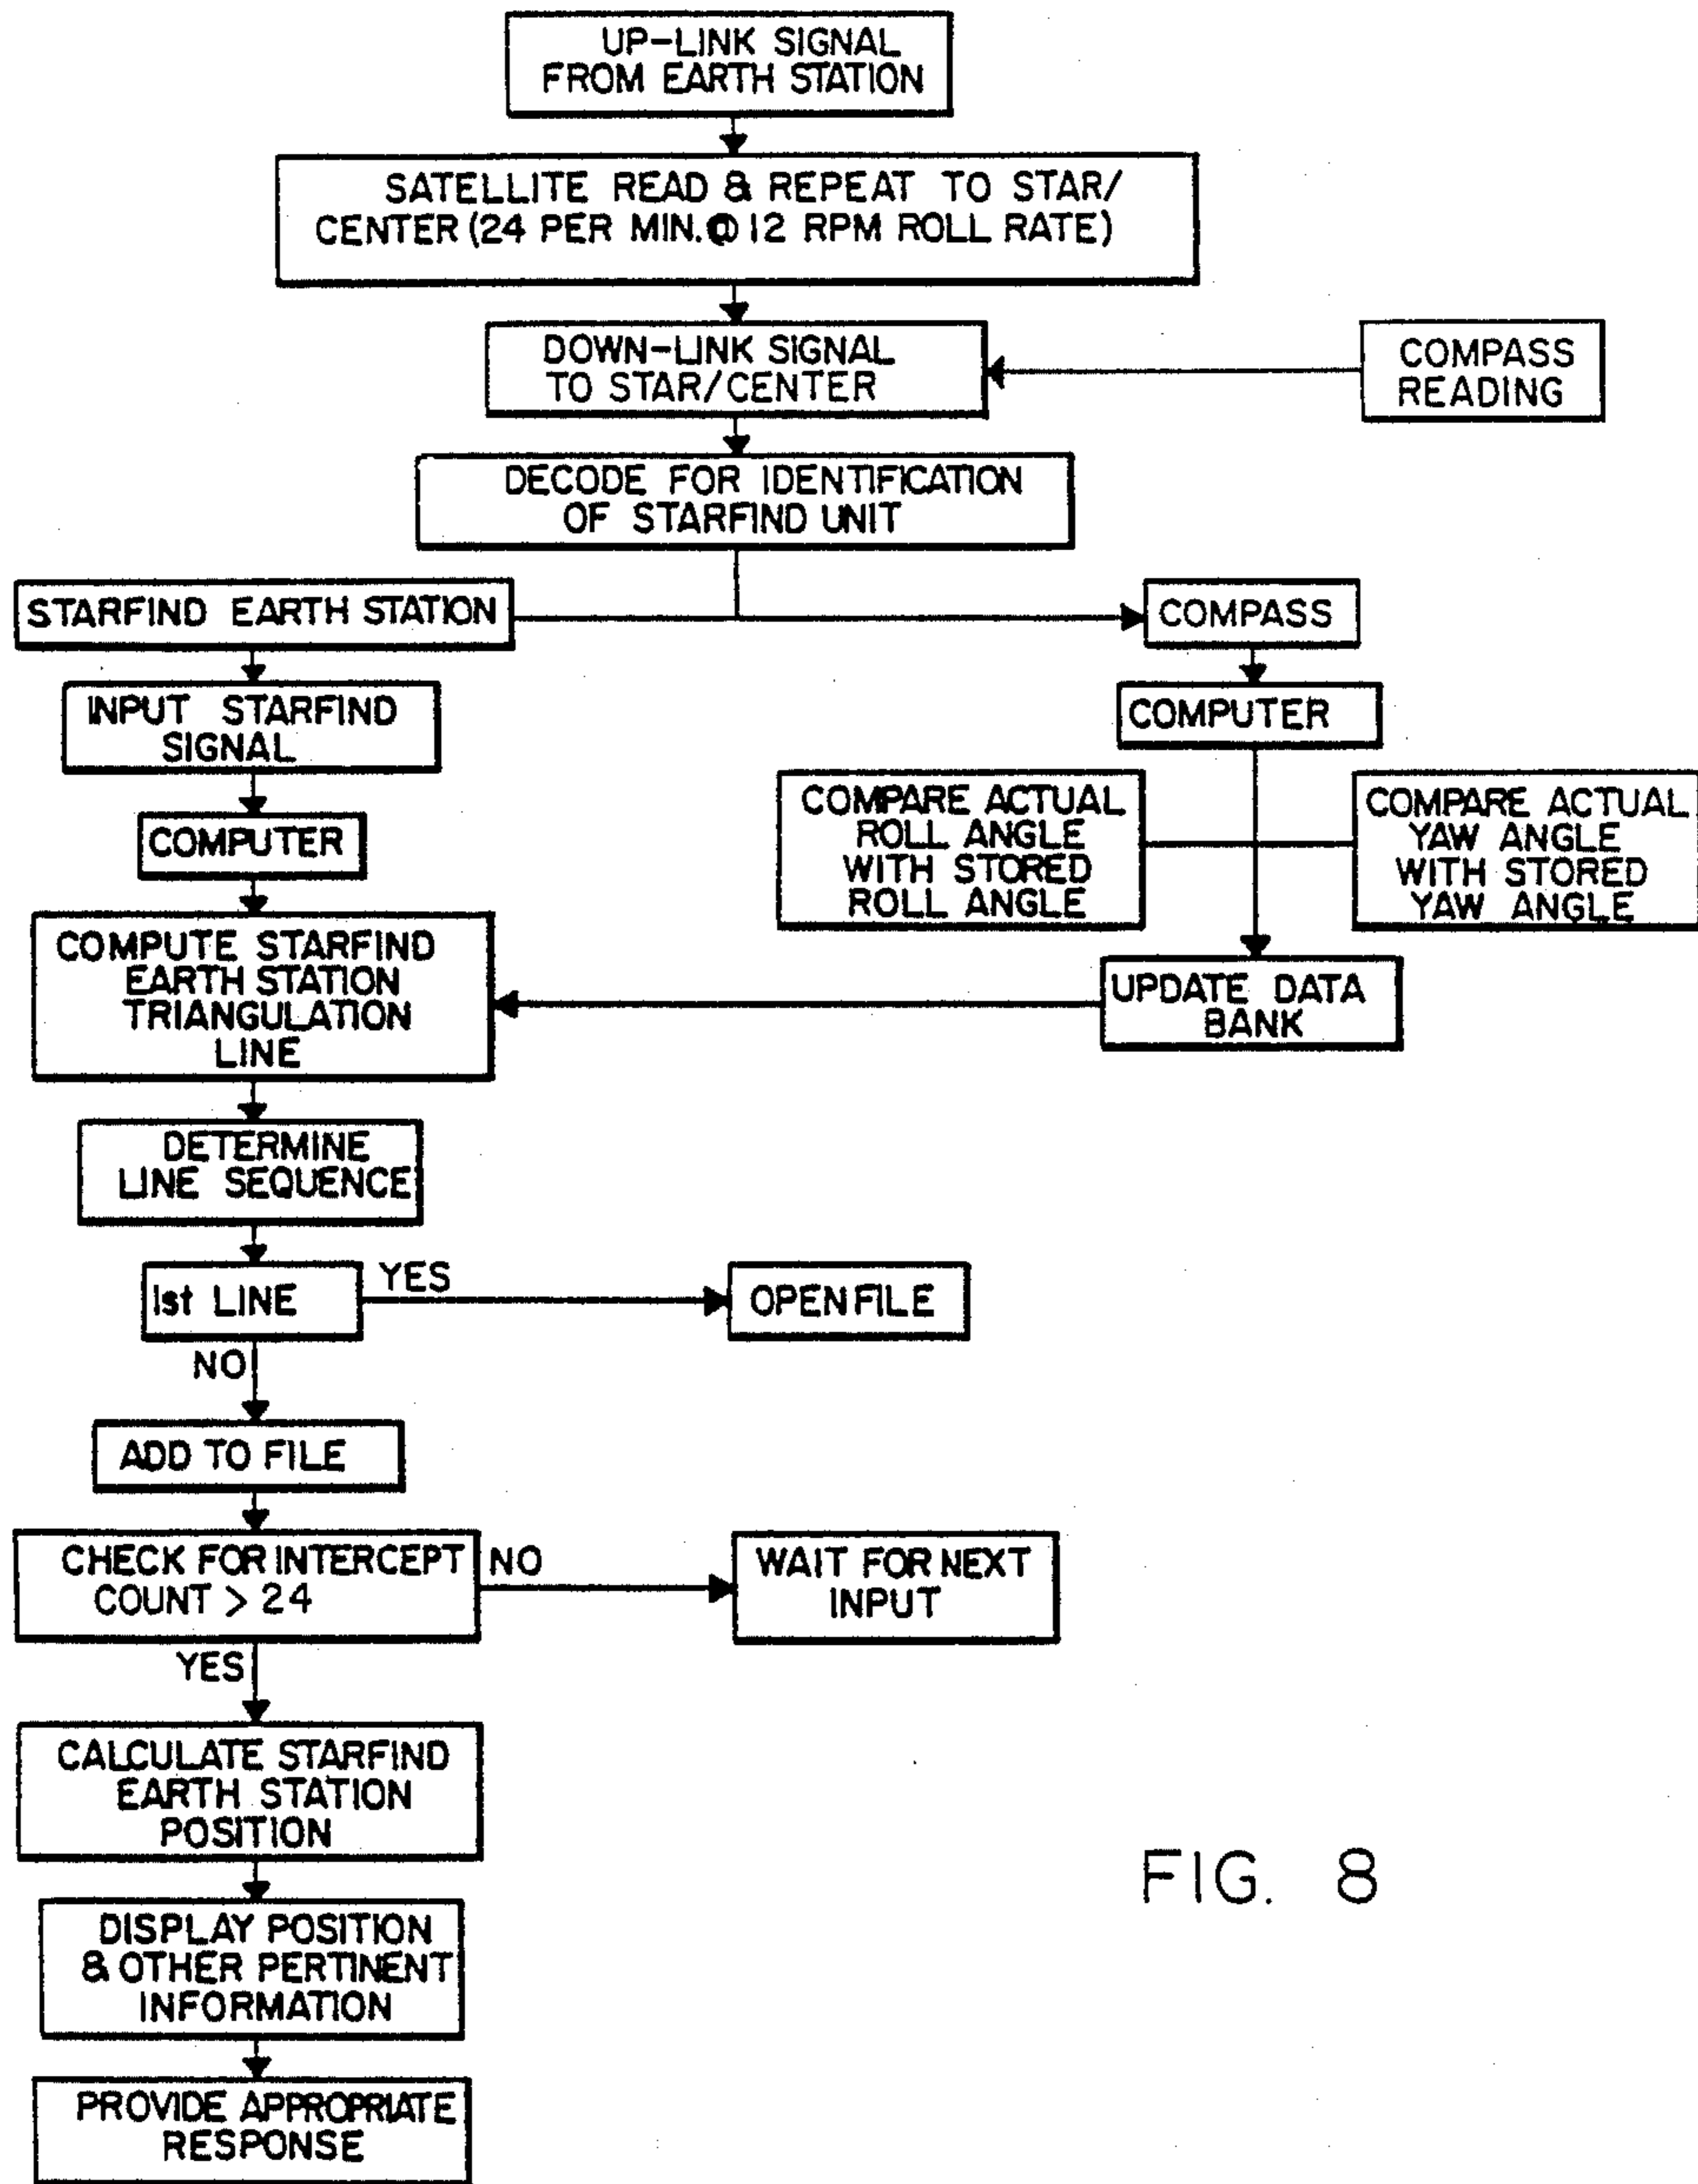 UP-LINK SIGNAL
FROM EARTH STATION
SATELLITE READ & REPEAT TO STAR/
CENTER (24 PER MIN. @ 12 RPM ROLL RATE)
DOWN-LINK SIGNAL
TO STAR/CENTER
COMPASS
READING
DECODE FOR IDENTIFICATION
OF STARFIND UNIT
STARFIND EARTH STATION
COMPASS
INPUT STARFIND
SIGNAL
COMPUTER
COMPUTER
COMPARE ACTUAL
ROLL ANGLE
WITH STORED
ROLL ANGLE
COMPARE ACTUAL
YAW ANGLE
WITH STORED
YAW ANGLE
COMPUTE STARFIND
EARTH STATION
TRIANGULATION
LINE
UPDATE DATA
BANK
DETERMINE
LINE SEQUENCE
1st LINE
YES
OPEN FILE
NO
ADD TO FILE
CHECK FOR INTERCEPT
COUNT > 24
NO
WAIT FOR NEXT
INPUT
YES
CALCULATE STARFIND
EARTH STATION
POSITION
DISPLAY POSITION
& OTHER PERTINENT
INFORMATION
PROVIDE APPROPRIATE
RESPONSE
FIG. 8